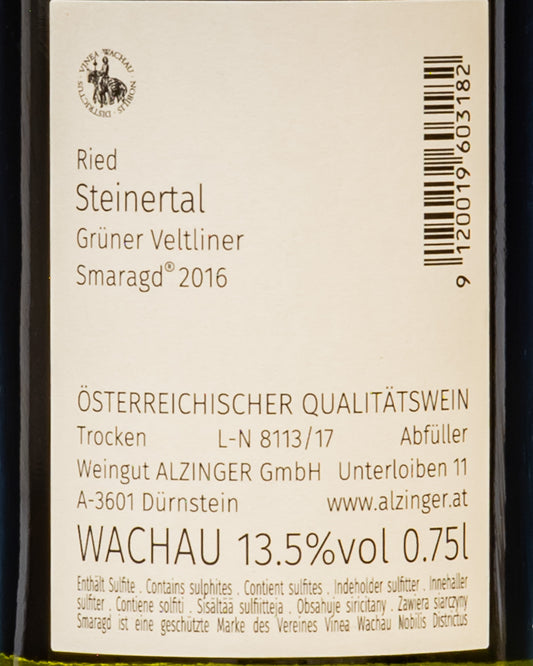 VINEA WACHAU NOBILIS DISTRICTUS
9 120019 603182
Ried
Steinertal
Grüner Veltliner
Smaragd® 2016
ÖSTERREICHISCHER QUALITÄTSWEIN
Trocken L-N 8113/17 Abfüller
Weingut ALZINGER GmbH Unterloiben 11
A-3601 Dürnstein www.alzinger.at
WACHAU 13.5%vol 0.75l
Enthält Sulfite . Contains sulphites . Contient sulfites . Indeholder sulfitter . Innehåller
sulfiter . Contiene solfiti . Sisältää sulfiitteja . Obsahuje siricitany . Zawiera siarczyny
Smaragd ist eine geschützte Marke des Vereines Vinea Wachau Nobilis Districtus